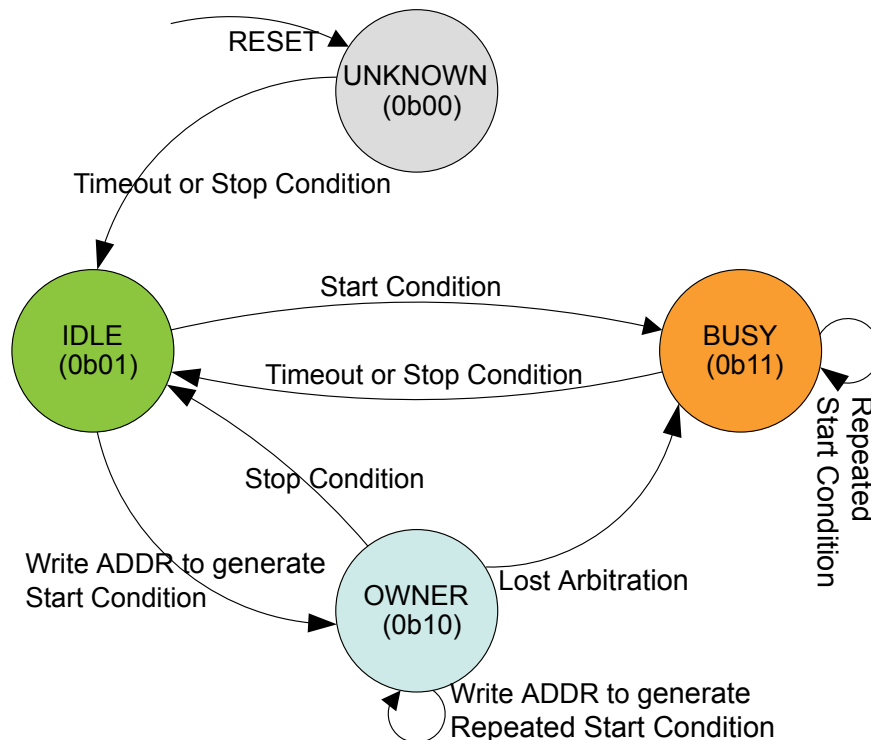 RESET
UNKNOWN
(0b00)
Timeout or Stop Condition
Start Condition
IDLE
(0b01)
BUSY
(0b11)
Timeout or Stop Condition
Repeated
Start Condition
Stop Condition
Write ADDR to generate
Start Condition
Lost Arbitration
OWNER
(0b10)
Write ADDR to generate
Repeated Start Condition